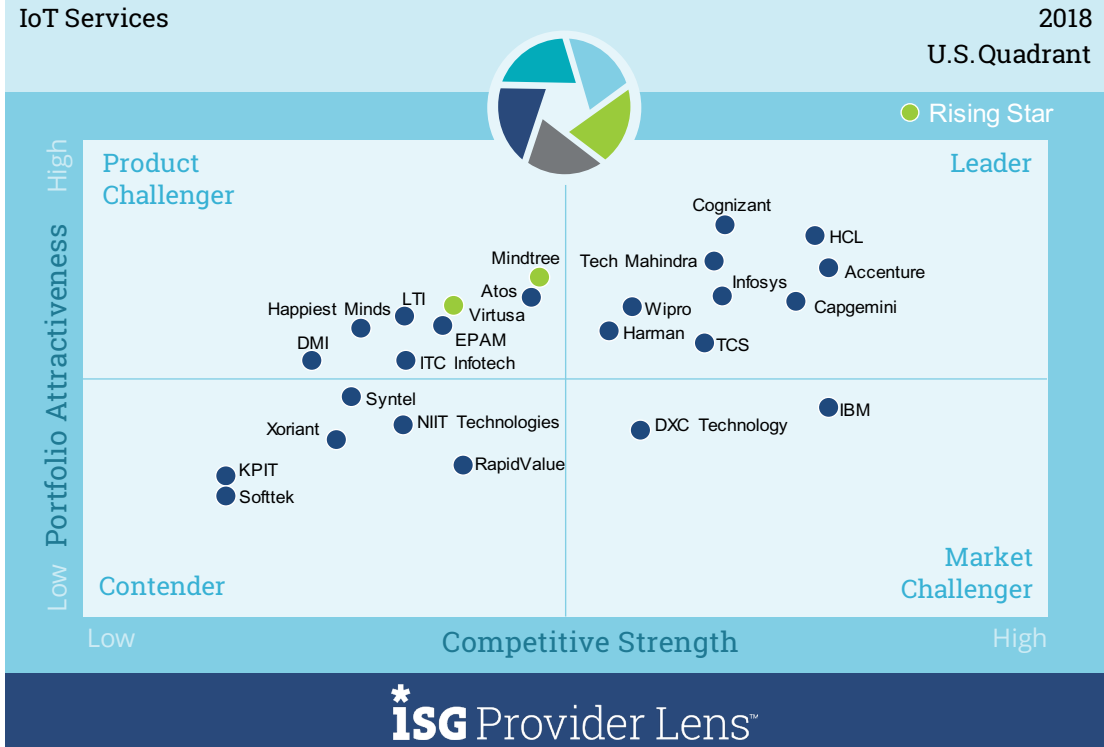 IoT Services
2018
U.S. Quadrant
Rising Star
Product
Challenger
Leader
High
Portfolio Attractiveness
Low
Cognizant
HCL
Mindtree
Tech Mahindra
Accenture
Atos
Infosys
LTI
Happiest Minds
Virtusa
Wipro
Capgemini
EPAM
Harman
DMI
TCS
ITC Infotech
Syntel
IBM
Xoriant
NIIT Technologies
DXC Technology
RapidValue
KPIT
Softtek
Contender
Market
Challenger
Low
Competitive Strength
High
ISG Provider Lens™